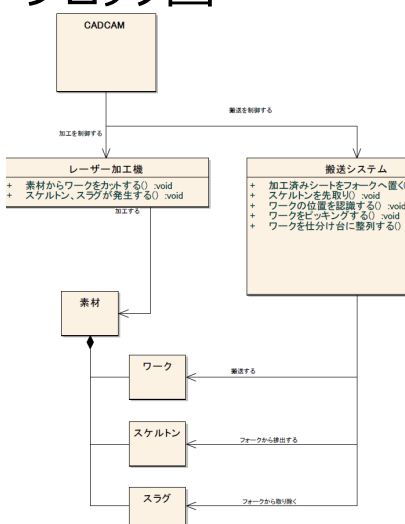 ブロック図
CADCAM
搬送を制御する
加工を制御する
レーザー加工機
+ 素材からワークをカットする() :void
+ スケルトン、スラグが発生する() :void
搬送システム
+ 加工済みシートをフォークへ置く(
+ スケルトンを先取り() :void
+ ワークの位置を認識する() :void
+ ワークをピッキングする() :void
+ ワークを仕分け台に整列する()
加工する
素材
ワーク
搬送する
スケルトン
フォークから排出する
スラグ
フォークから取り除く